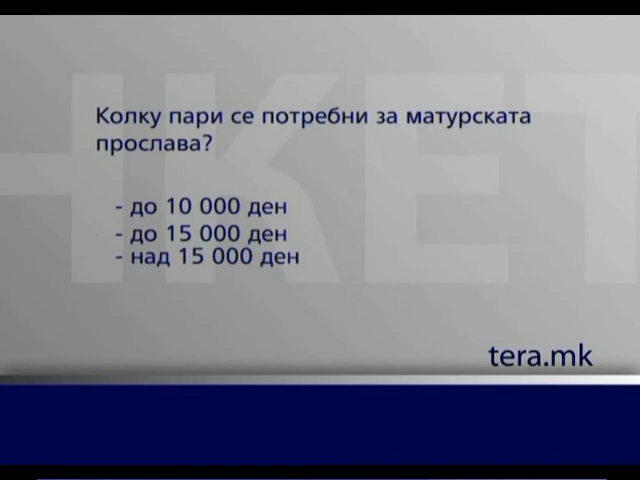 НКЕТ
Колку пари се потребни за матурската
прослава?
- до 10 000 ден
- до 15 000 ден
- над 15 000 ден
tera.mk